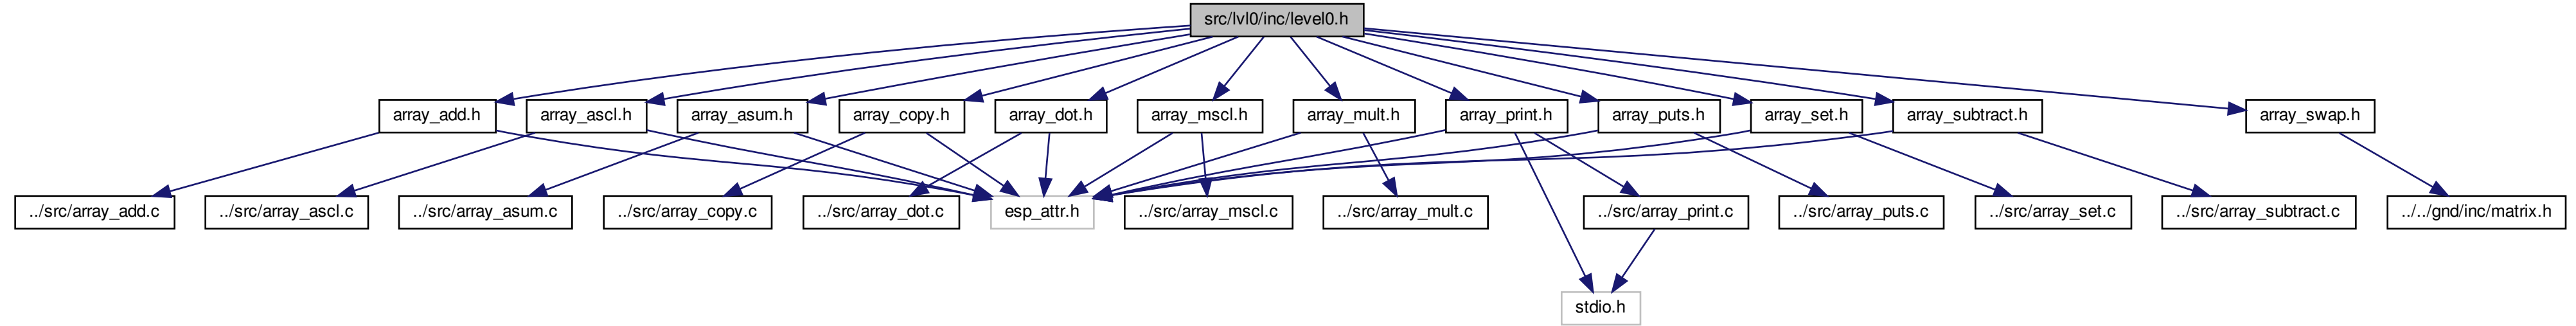 src/lvl0/inc/level0.h
array_add.h
array_ascl.h
array_asum.h
array_copy.h
array_dot.h
array_mscl.h
array_mult.h
array_print.h
array_puts.h
array_set.h
array_subtract.h
array_swap.h
../src/array_add.c
../src/array_ascl.c
../src/array_asum.c
../src/array_copy.c
../src/array_dot.c
esp_attr.h
../src/array_mscl.c
../src/array_mult.c
../src/array_print.c
../src/array_puts.c
../src/array_set.c
../src/array_subtract.c
../../gnd/inc/matrix.h
stdio.h